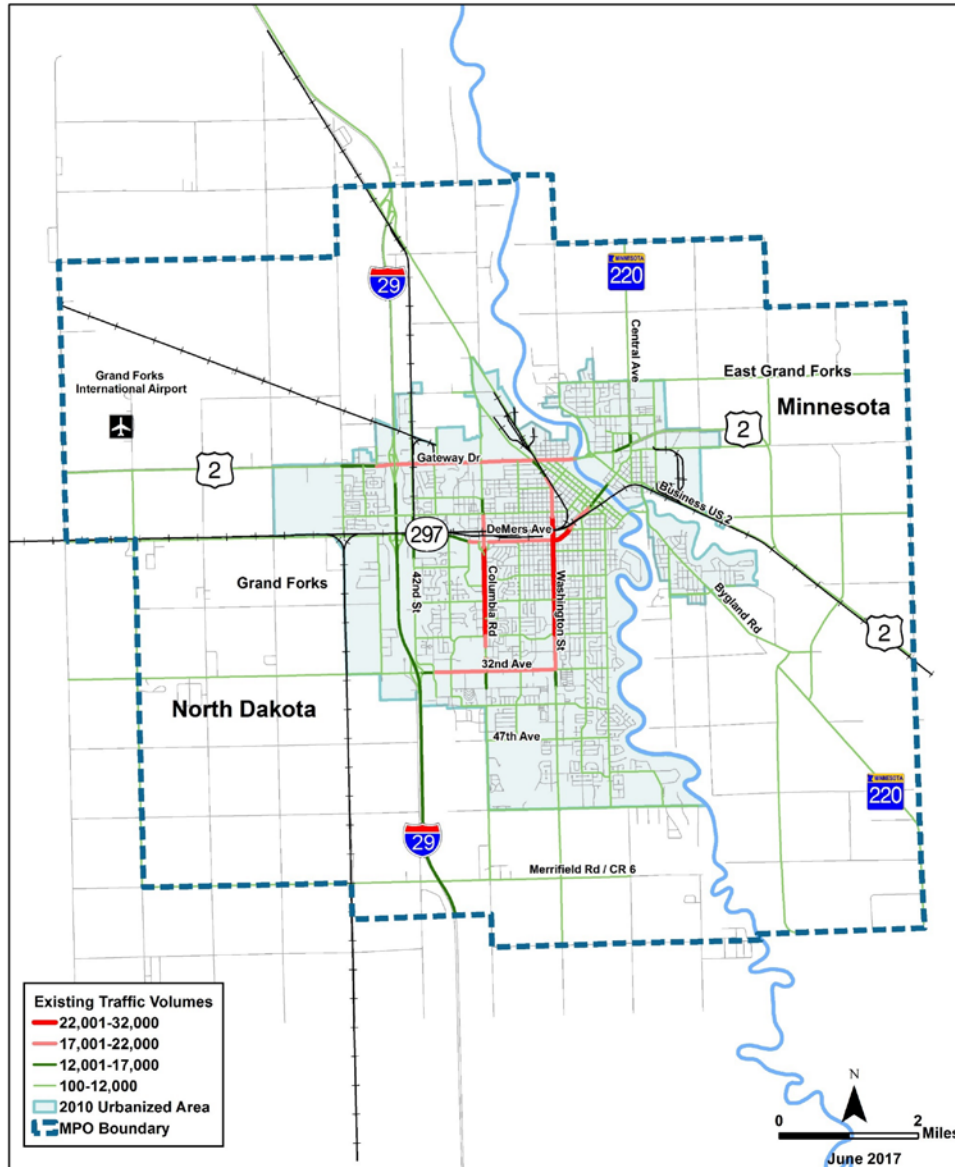 MINNESOTA
220
29
Central Ave
Grand Forks
International Airport
East Grand Forks
Minnesota
2
Gateway Dr
2
Business US 2
DeMers Ave
297
Grand Forks
42nd St
Columbia Rd
Washington St
Bygland Rd
2
32nd Ave
North Dakota
47th Ave
MINNESOTA
220
29
Merrifield Rd / CR 6
Existing Traffic Volumes
22,001-32,000
17,001-22,000
12,001-17,000
100-12,000
2010 Urbanized Area
MPO Boundary
N
0 2
Miles
June 2017